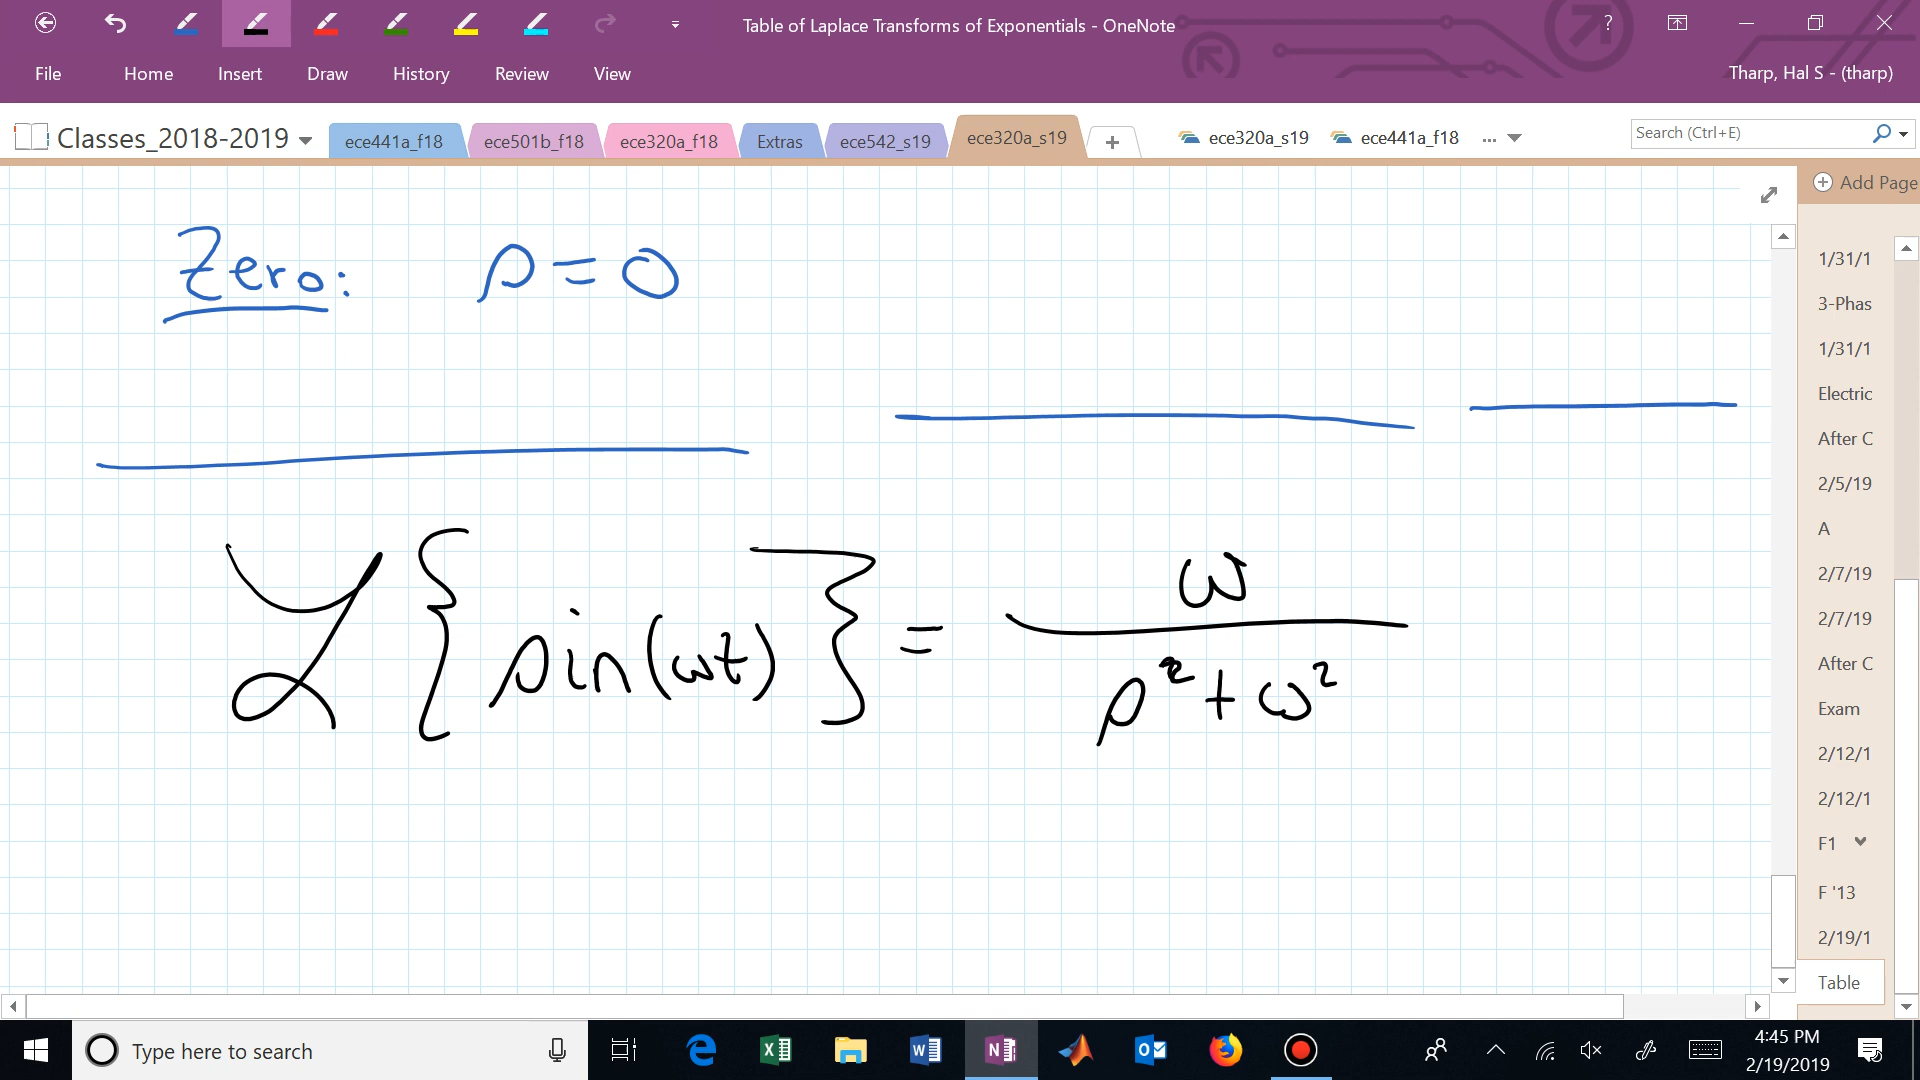 Table of Laplace Transforms of Exponentials - OneNote
?
File Home Insert Draw History Review View
Tharp, Hal S - (tharp)
Classes_2018-2019
ece441a_f18 ece501b_f18 ece320a_f18 Extras ece542_s19 ece320a_s19 +
ece320a_s19 ece441a_f18 ...
Search (Ctrl+E)
Add Page
1/31/1
3-Phas
1/31/1
Electric
After C
2/5/19
A
2/7/19
2/7/19
After C
Exam
2/12/1
2/12/1
F1
F '13
2/19/1
Table
Zero: s = 0
ℒ{sin(ωt)} = ω / (s² + ω²)
Type here to search
4:45 PM
2/19/2019